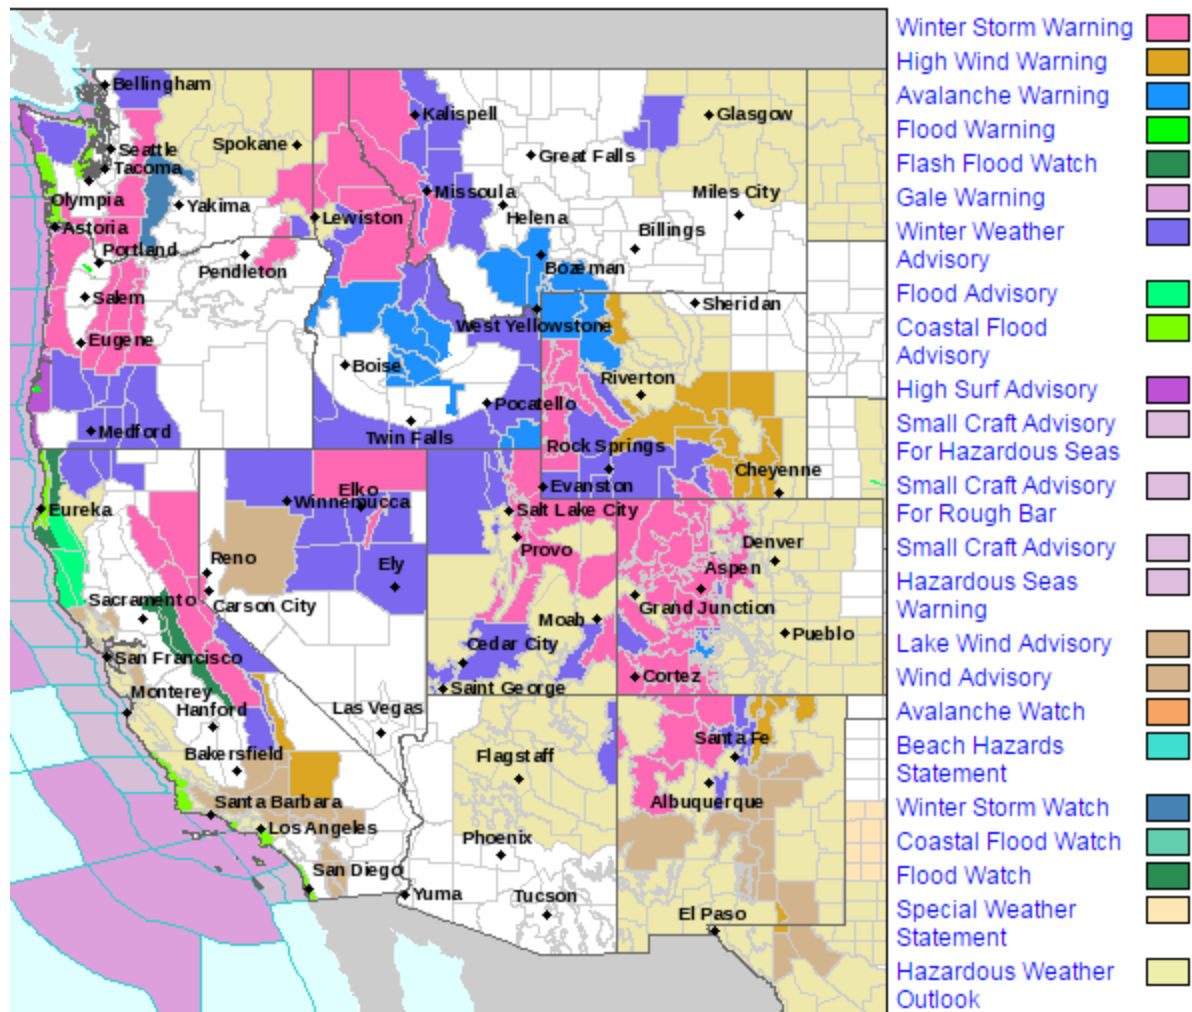 Bellingham
Seattle
Spokane
Tacoma
Olympia
Yakima
Astoria
Portland
Pendleton
Salem
Eugene
Medford
Kalispell
Great Falls
Glasgow
Missoula
Helena
Miles City
Lewiston
Billings
Bozeman
Sheridan
West Yellowstone
Boise
Riverton
Pocatello
Twin Falls
Rock Springs
Cheyenne
Evanston
Elko
Winnemucca
Eureka
Salt Lake City
Provo
Reno
Ely
Denver
Aspen
Sacramento
Carson City
Grand Junction
Moab
Pueblo
Cedar City
San Francisco
Cortez
Saint George
Monterey
Hanford
Las Vegas
Santa Fe
Bakersfield
Flagstaff
Albuquerque
Santa Barbara
Los Angeles
Phoenix
San Diego
Yuma
Tucson
El Paso
Winter Storm Warning
High Wind Warning
Avalanche Warning
Flood Warning
Flash Flood Watch
Gale Warning
Winter Weather
Advisory
Flood Advisory
Coastal Flood
Advisory
High Surf Advisory
Small Craft Advisory
For Hazardous Seas
Small Craft Advisory
For Rough Bar
Small Craft Advisory
Hazardous Seas
Warning
Lake Wind Advisory
Wind Advisory
Avalanche Watch
Beach Hazards
Statement
Winter Storm Watch
Coastal Flood Watch
Flood Watch
Special Weather
Statement
Hazardous Weather
Outlook